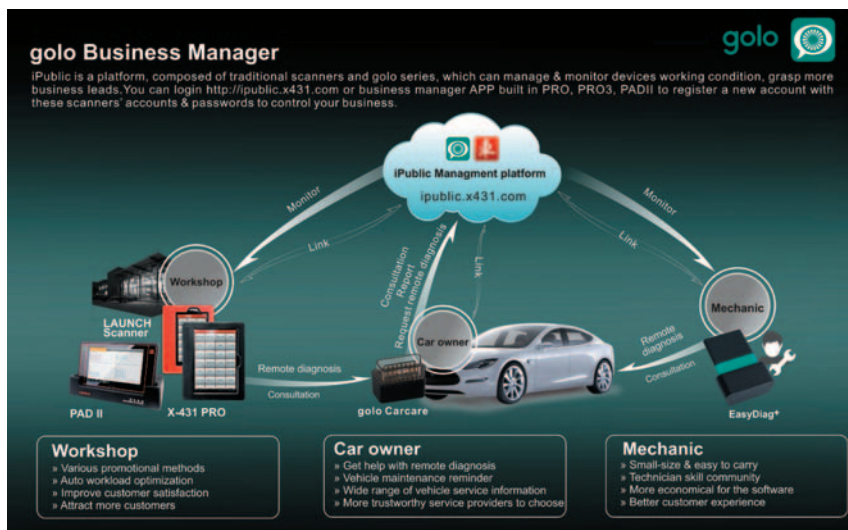 golo
golo Business Manager
iPublic is a platform, composed of traditional scanners and golo series, which can manage & monitor devices working condition, grasp more
business leads.You can login http://ipublic.x431.com or business manager APP built in PRO, PRO3, PADII to register a new account with
these scanners' accounts & passwords to control your business.
iPublic Managment platform
ipublic.x431.com
Monitor
Link
Monitor
Link
Consultation
Report
Request remote diagnosis
Link
Workshop
LAUNCH
Scanner
PAD II
X-431 PRO
Remote diagnosis
Consultation
Car owner
golo Carcare
Mechanic
Remote
diagnosis
Consultation
EasyDiag+
Workshop
» Various promotional methods
» Auto workload optimization
» Improve customer satisfaction
» Attract more customers
Car owner
» Get help with remote diagnosis
» Vehicle maintenance reminder
» Wide range of vehicle service information
» More trustworthy service providers to choose
Mechanic
» Small-size & easy to carry
» Technician skill community
» More economical for the software
» Better customer experience